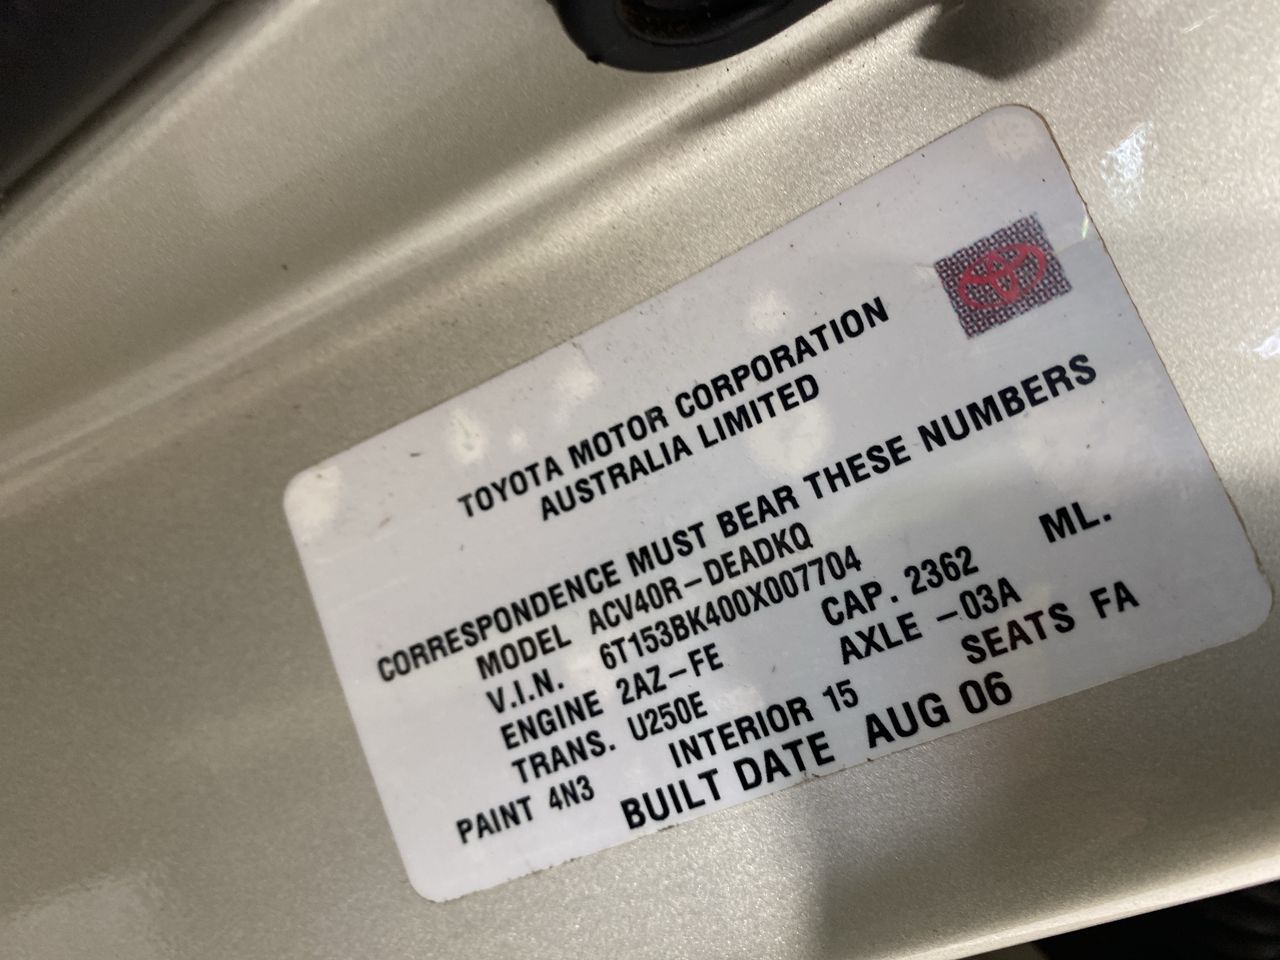 TOYOTA MOTOR CORPORATION
AUSTRALIA LIMITED
CORRESPONDENCE MUST BEAR THESE NUMBERS
MODEL ACV40R-DEADKQ
V.I.N. 6T153BK400X007704
ENGINE 2AZ-FE CAP. 2362 ML.
TRANS. U250E AXLE -03A
PAINT 4N3 INTERIOR 15 SEATS FA
BUILT DATE AUG 06